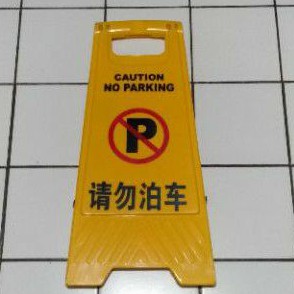 CAUTION
NO PARKING
P
请勿泊车